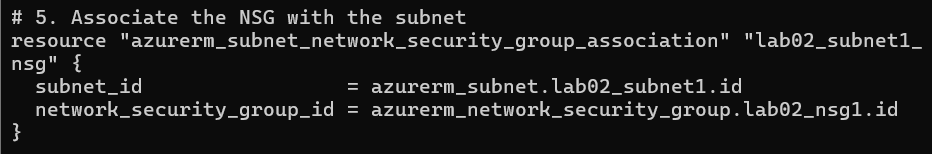 # 5. Associate the NSG with the subnet
resource "azurerm_subnet_network_security_group_association" "lab02_subnet1_
nsg" {
  subnet_id                 = azurerm_subnet.lab02_subnet1.id
  network_security_group_id = azurerm_network_security_group.lab02_nsg1.id
}